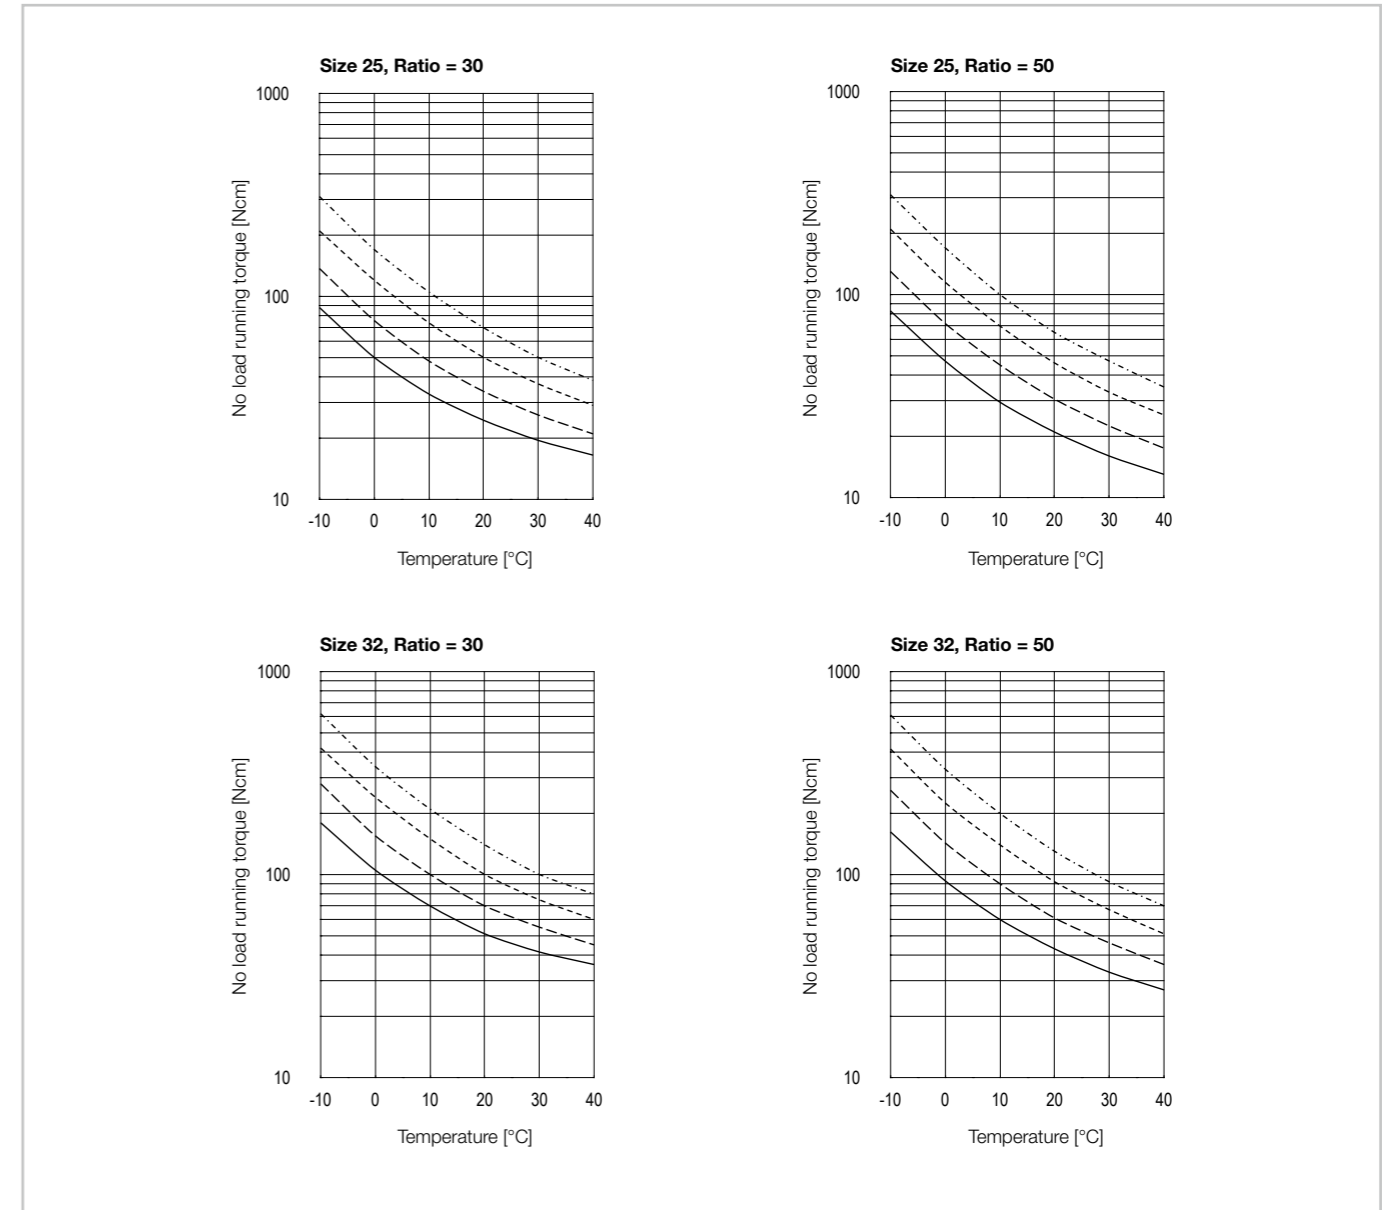 Size 25, Ratio = 30
1000
100
10
No load running torque [Ncm]
-10 0 10 20 30 40
Temperature [°C]
Size 25, Ratio = 50
1000
100
10
No load running torque [Ncm]
-10 0 10 20 30 40
Temperature [°C]
Size 32, Ratio = 30
1000
100
10
No load running torque [Ncm]
-10 0 10 20 30 40
Temperature [°C]
Size 32, Ratio = 50
1000
100
10
No load running torque [Ncm]
-10 0 10 20 30 40
Temperature [°C]